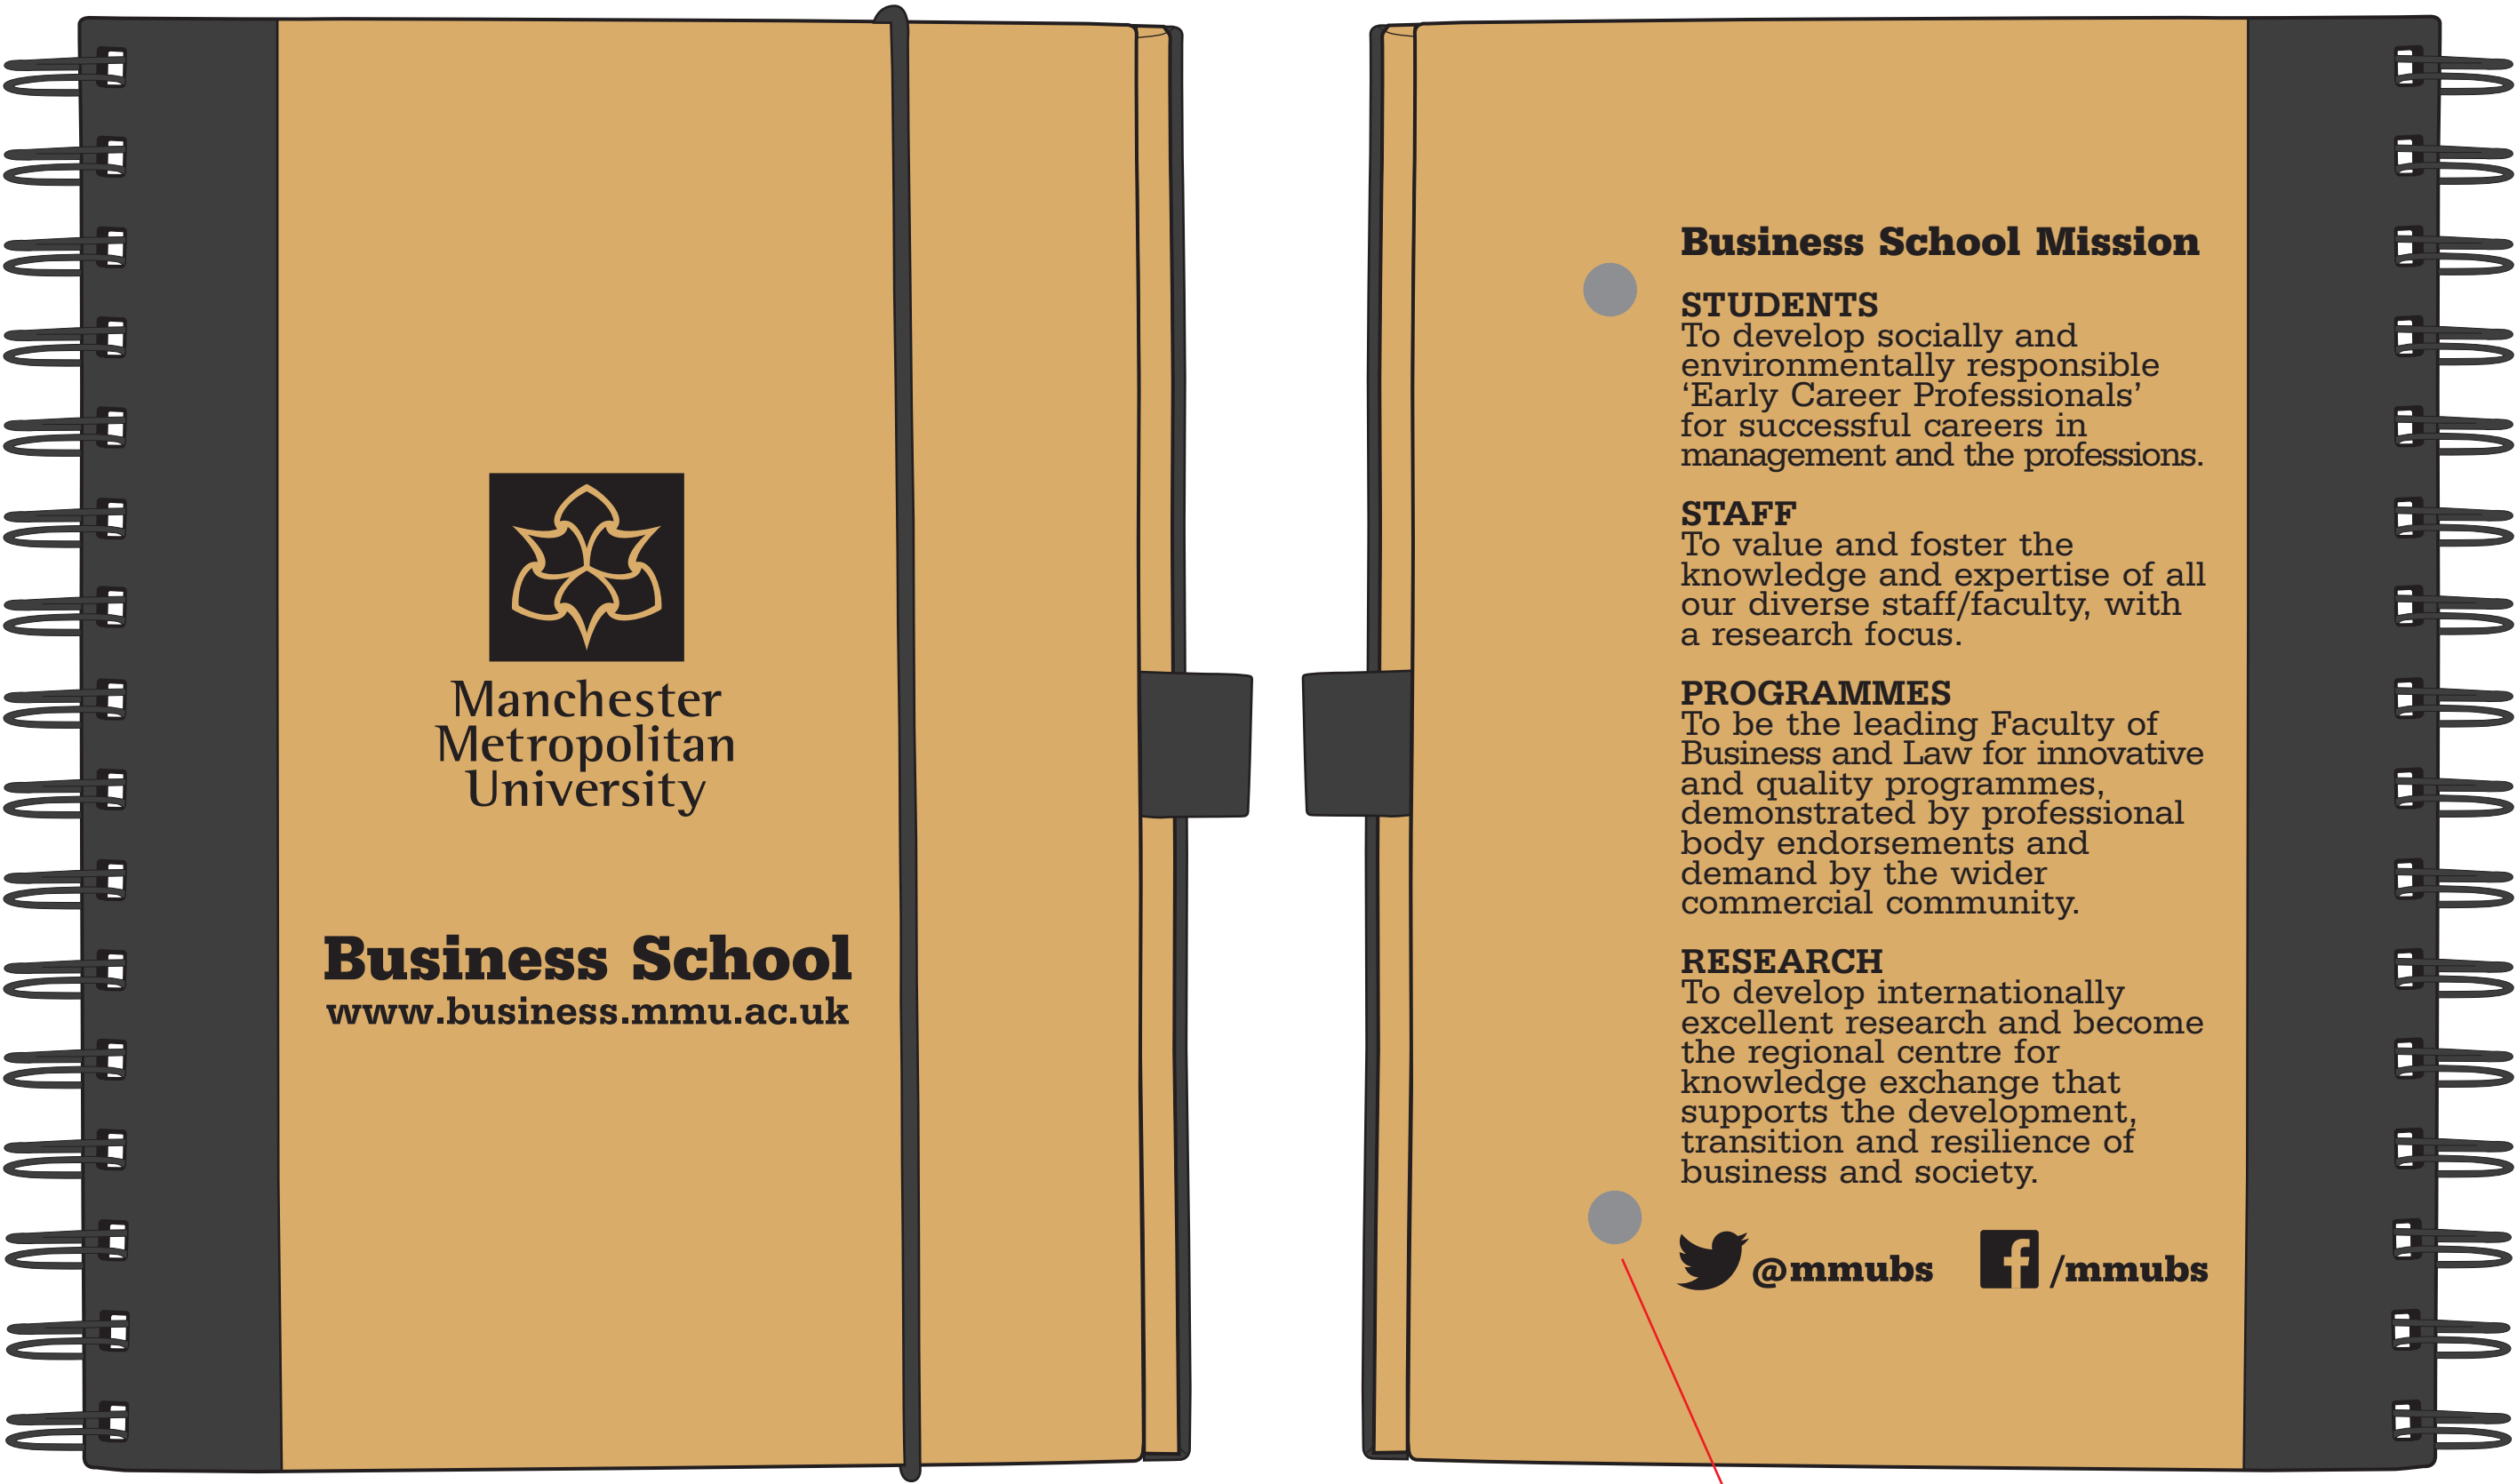 Manchester
Metropolitan
University
Business School
www.business.mmu.ac.uk
Business School Mission
STUDENTS
To develop socially and
environmentally responsible
‘Early Career Professionals’
for successful careers in
management and the professions.
STAFF
To value and foster the
knowledge and expertise of all
our diverse staff/faculty, with
a research focus.
PROGRAMMES
To be the leading Faculty of
Business and Law for innovative
and quality programmes,
demonstrated by professional
body endorsements and
demand by the wider
commercial community.
RESEARCH
To develop internationally
excellent research and become
the regional centre for
knowledge exchange that
supports the development,
transition and resilience of
business and society.
@mmubs /mmubs